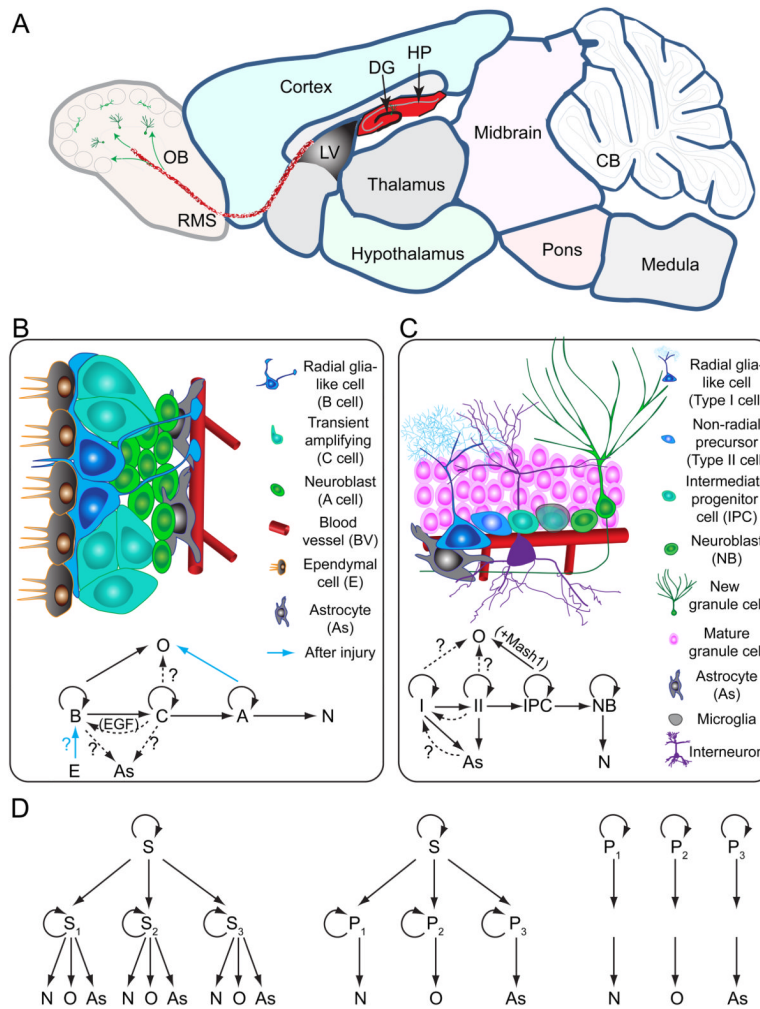 A
Cortex
DG
HP
LV
OB
RMS
Thalamus
Hypothalamus
Midbrain
CB
Pons
Medula
B
Radial glia-
like cell
(B cell)
Transient
amplifying
(C cell)
Neuroblast
(A cell)
Blood
vessel (BV)
Ependymal
cell (E)
Astrocyte
(As)
After injury
O
?
B
(EGF)
C
A
N
?
?
?
E
As
C
Radial glia-
like cell
(Type I cell
Non-radial
precursor
(Type II cell
Intermediat
progenitor
cell (IPC)
Neuroblast
(NB)
New
granule cel
Mature
granule cel
Astrocyte
(As)
Microglia
Interneuron
O
(+Mash1)
?
?
I
II
IPC
NB
?
As
N
D
S
S1
S2
S3
N O As
N O As
N O As
S
P1
P2
P3
N
O
As
P1
P2
P3
N
O
As